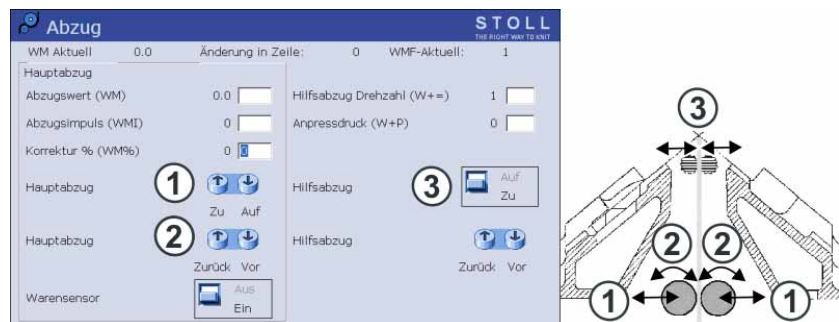 Abzug
STOLL
THE RIGHT WAY TO KNIT
WM Aktuell 0.0 Änderung in Zeile: 0 WMF-Aktuell: 1
Hauptabzug
Abzugswert (WM) 0.0 Hilfsabzug Drehzahl (W+=) 1
Abzugsimpuls (WMI) 0 Anpressdruck (W+P) 0
Korrektur % (WM%) 0 0
Hauptabzug 1 Hilfsabzug 3 Auf
Zu
Zu Auf
Hauptabzug 2 Hilfsabzug
Zurück Vor Zurück Vor
Warensensor Aus
Ein
3
2 2
1 1